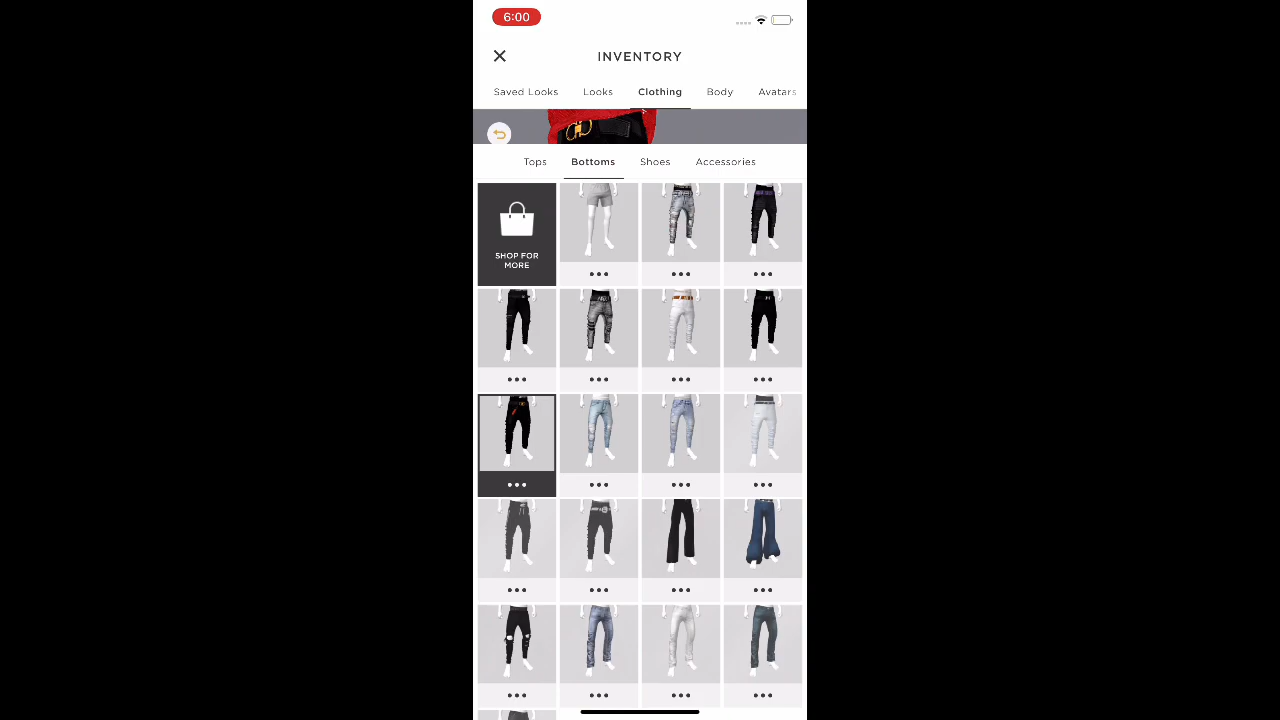 6:00
INVENTORY
Saved Looks Looks Clothing Body Avatars
Tops Bottoms Shoes Accessories
SHOP FOR
MORE